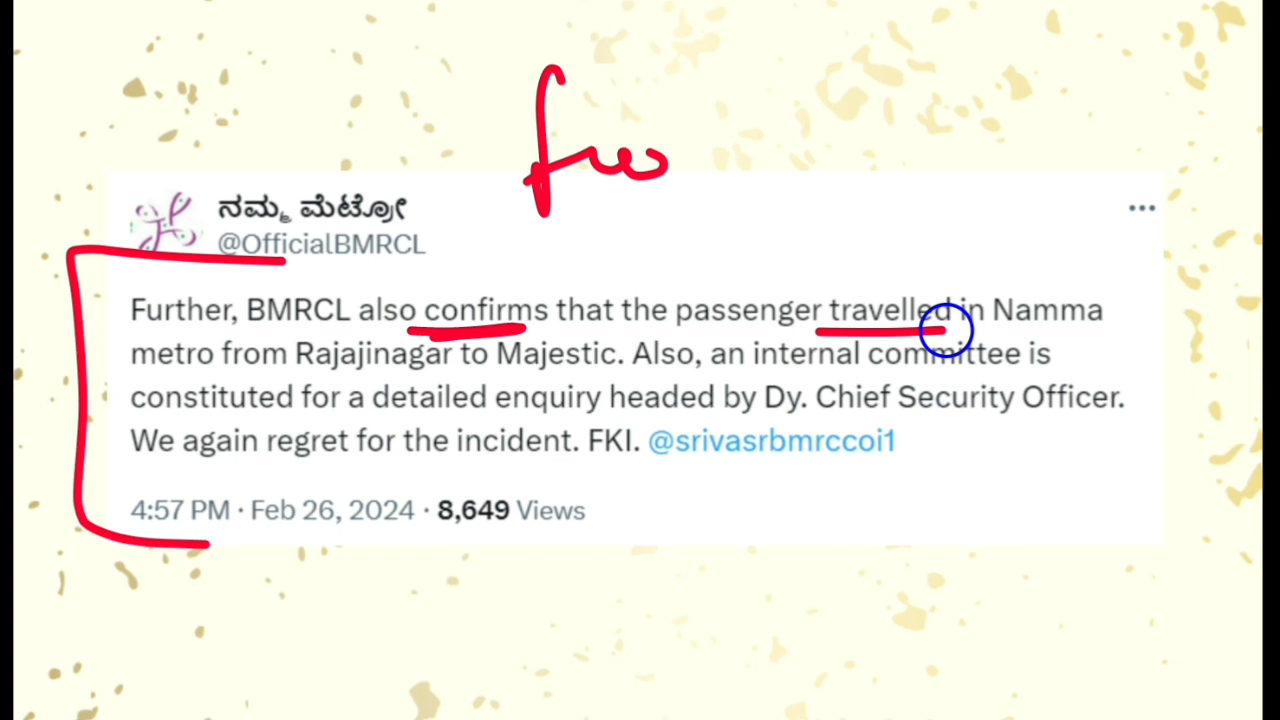 ನಮ್ಮ ಮೆಟ್ರೋ
@OfficialBMRCL
Further, BMRCL also confirms that the passenger travelled in Namma
metro from Rajajinagar to Majestic. Also, an internal committee is
constituted for a detailed enquiry headed by Dy. Chief Security Officer.
We again regret for the incident. FKI. @srivasrbmrccoi1
4:57 PM · Feb 26, 2024 · 8,649 Views